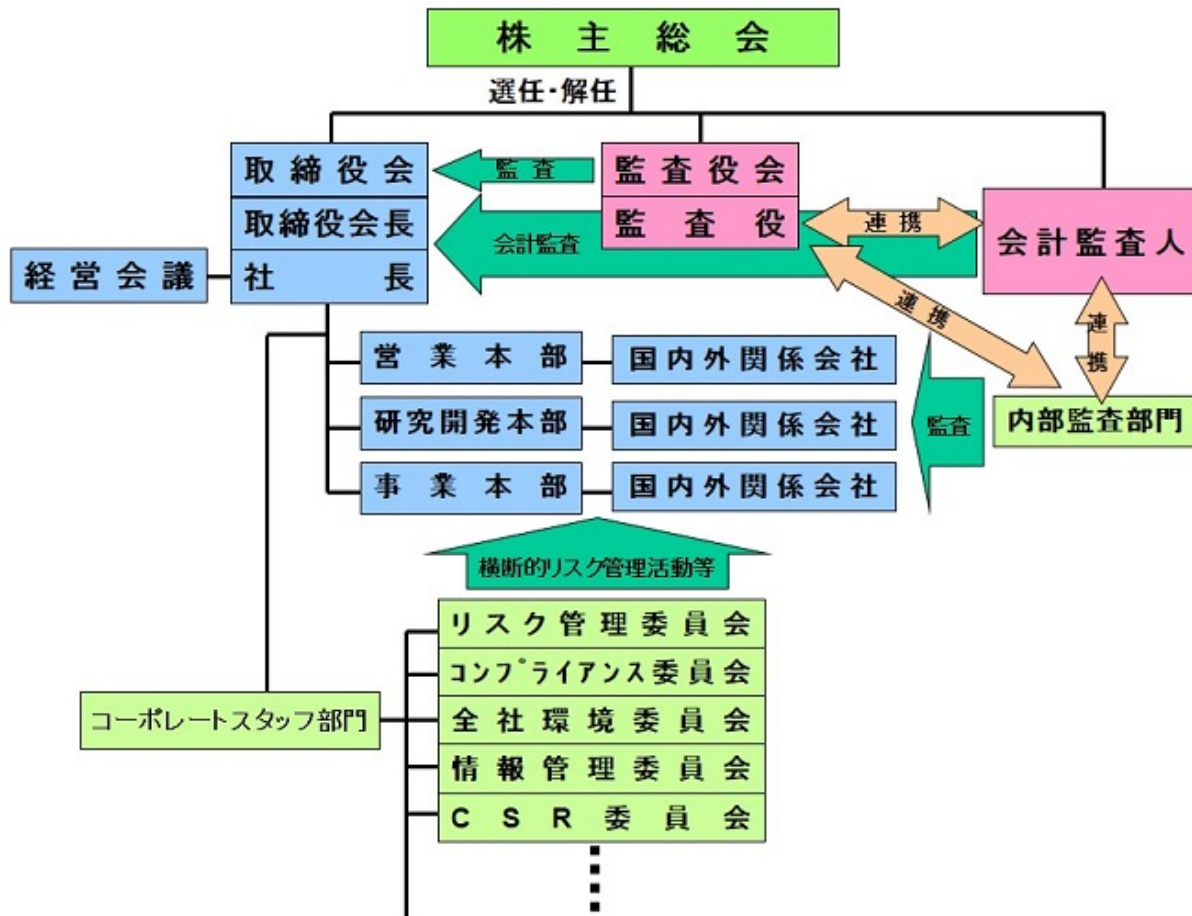 株主総会
選任・解任
取締役会
監査
監査役会
取締役会長
監査役
連携
会計監査
会計監査人
経営会議
社長
連携
連携
営業本部
国内外関係会社
研究開発本部
国内外関係会社
監査
内部監査部門
事業本部
国内外関係会社
横断的リスク管理活動等
リスク管理委員会
コンプライアンス委員会
コーポレートスタッフ部門
全社環境委員会
情報管理委員会
CSR委員会